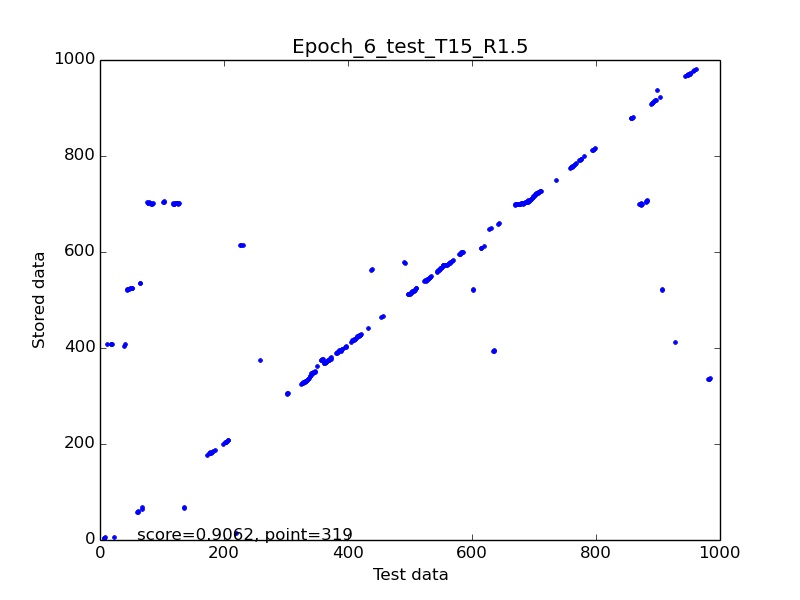 Epoch_6_test_T15_R1.5
1000
800
600
400
200
0
Stored data
score=0.9062, point=319
0 200 400 600 800 1000
Test data